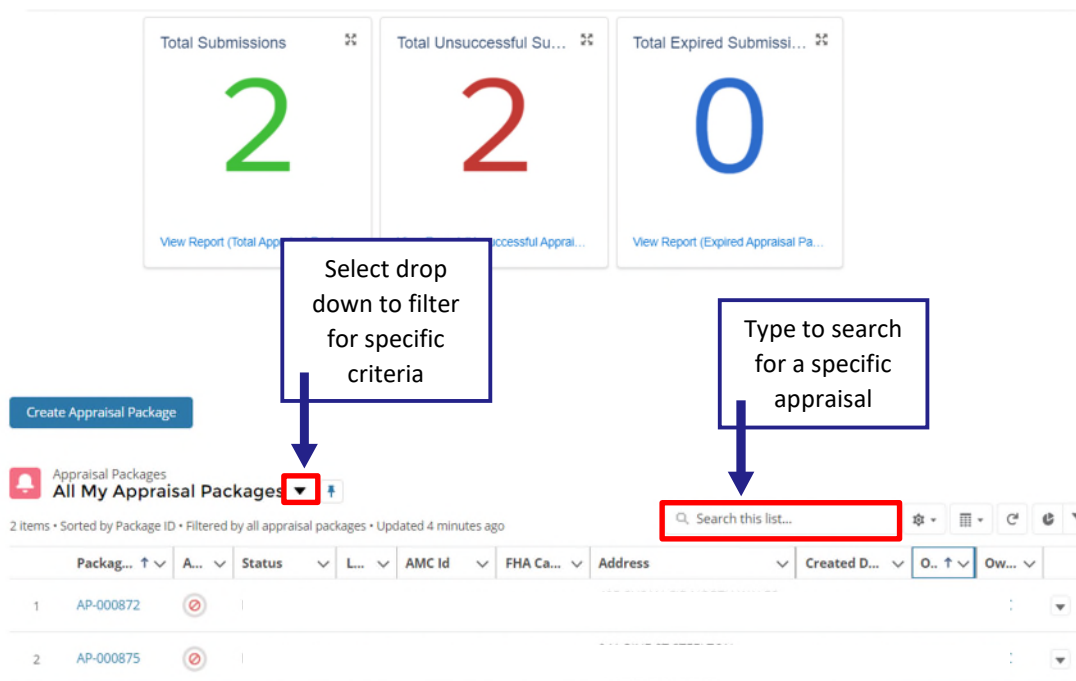 Total Submissions
Total Unsuccessful Su...
Total Expired Submissi...
2
2
0
View Report (Total App
uccessful Apprai...
View Report (Expired Appraisal Pa...
Select drop
down to filter
for specific
criteria
Type to search
for a specific
appraisal
Create Appraisal Package
Appraisal Packages
All My Appraisal Packages
2 items • Sorted by Package ID • Filtered by all appraisal packages • Updated 4 minutes ago
Search this list...
Packag... A... Status L... AMC Id FHA Ca... Address Created D... O.. Ow...
1 AP-000872
2 AP-000875